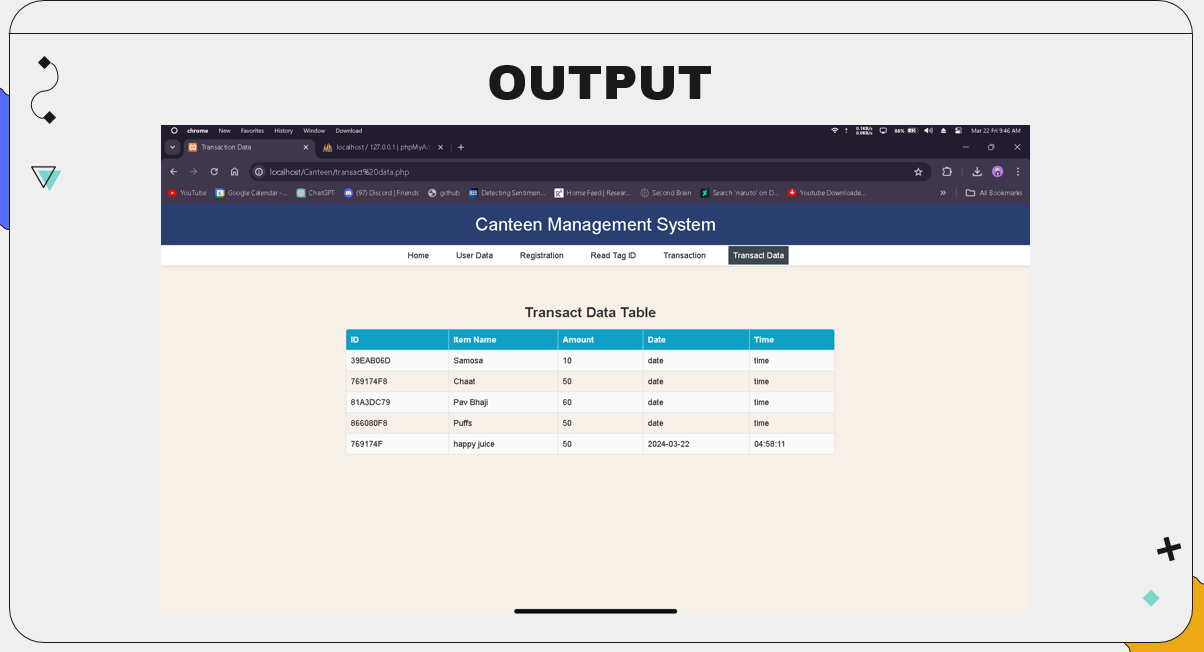 OUTPUT
chrome New Favorites History Window Download 0.1KB/s 0.0KB/s 86% Mar 22 Fri 9:46 AM
Transaction Data localhost / 127.0.0.1 | phpMyAd
localhost/Canteen/transact%20data.php
YouTube Google Calendar -... ChatGPT (97) Discord | Friends github Detecting Sentimen... Home Feed | Resear... Second Brain Search 'naruto' on D... Youtube Downloade... » All Bookmarks
Canteen Management System
Home User Data Registration Read Tag ID Transaction Transact Data
Transact Data Table
ID Item Name Amount Date Time
39EAB06D Samosa 10 date time
769174F8 Chaat 50 date time
81A3DC79 Pav Bhaji 60 date time
866080F8 Puffs 50 date time
769174F happy juice 50 2024-03-22 04:58:11